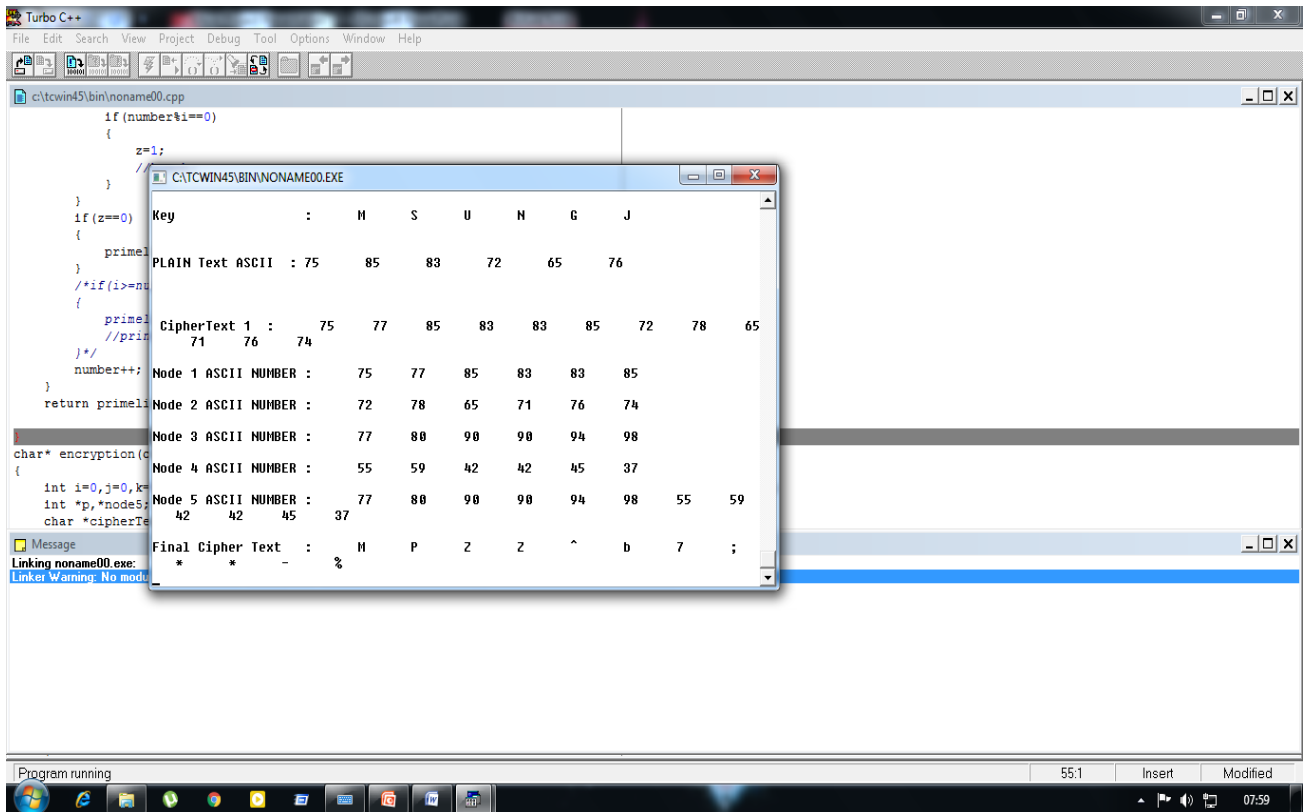 Turbo C++
File Edit Search View Project Debug Tool Options Window Help
c:\tcwin45\bin\noname00.cpp
if(number%i==0)
{
z=1;
//
}
}
if(z==0)
{
}
/*if(i>=
{
//
}*/
number++;
}
return
}
char* encryption(
{
int i=0,j=0,k=
int *p,*node5;
char
C:\TCWIN45\BIN\NONAME00.EXE
Key : M S U N G J
PLAIN Text ASCII : 75 85 83 72 65 76
CipherText 1 : 75 77 85 83 83 85 72 78 65
71 76 74
Node 1 ASCII NUMBER : 75 77 85 83 83 85
Node 2 ASCII NUMBER : 72 78 65 71 76 74
Node 3 ASCII NUMBER : 77 80 90 90 94 98
Node 4 ASCII NUMBER : 55 59 42 42 45 37
Node 5 ASCII NUMBER : 77 80 90 90 94 98 55 59
42 42 45 37
Final Cipher Text : M P Z Z ^ b 7 ;
* * - %
Message
Linking noname00.exe:
Linker Warning: No
Program running 55:1 Insert Modified
07:59